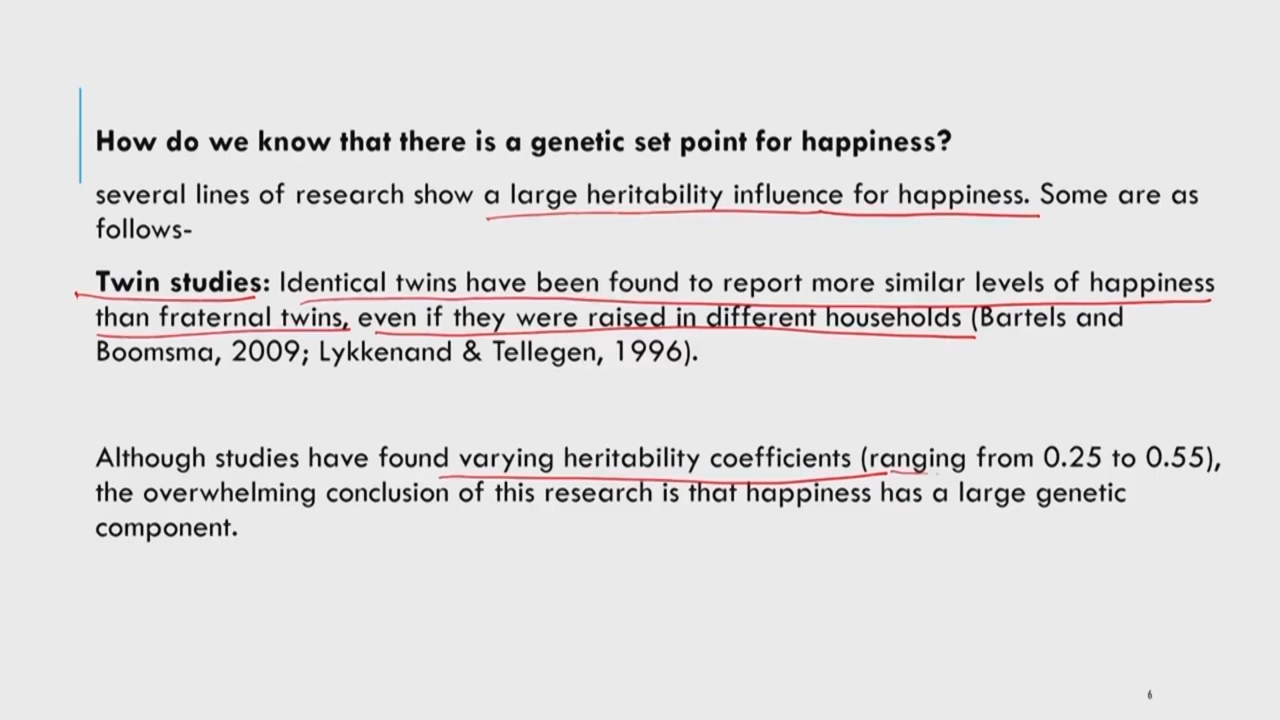 How do we know that there is a genetic set point for happiness?
several lines of research show a large heritability influence for happiness. Some are as
follows-
Twin studies: Identical twins have been found to report more similar levels of happiness
than fraternal twins, even if they were raised in different households (Bartels and
Boomsma, 2009; Lykkenand & Tellegen, 1996).
Although studies have found varying heritability coefficients (ranging from 0.25 to 0.55),
the overwhelming conclusion of this research is that happiness has a large genetic
component.
6